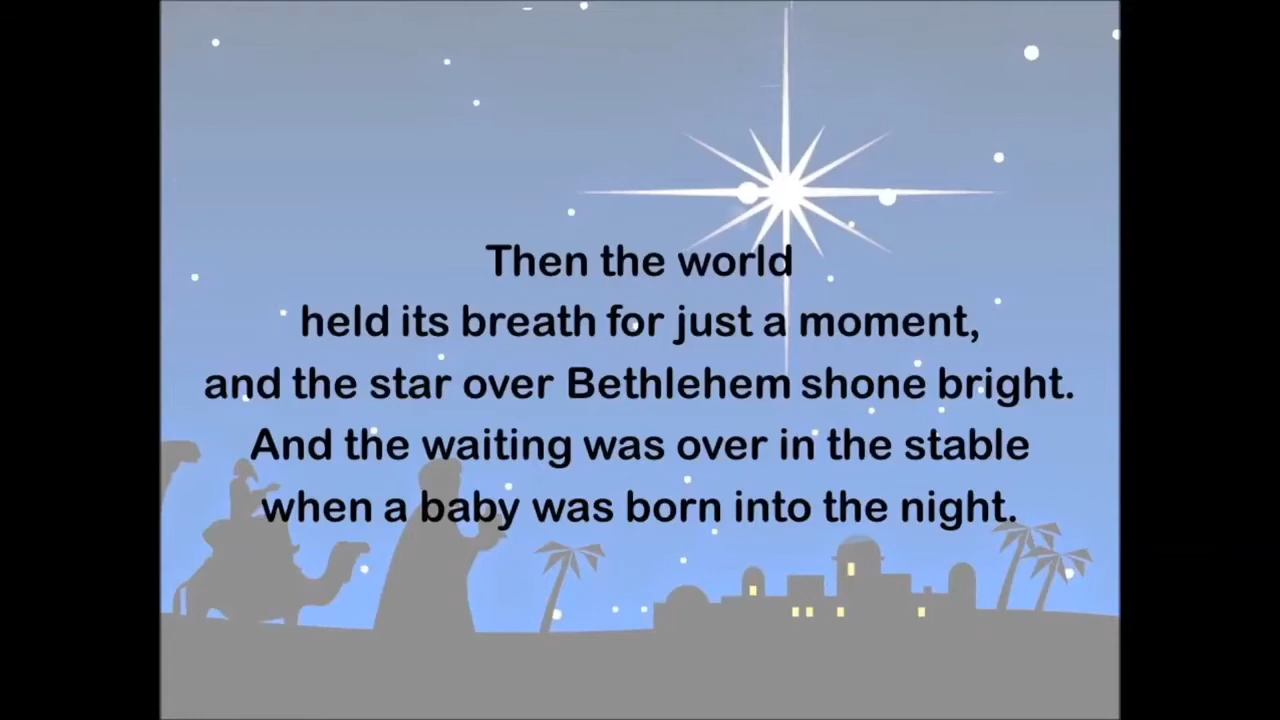 Then the world
held its breath for just a moment,
and the star over Bethlehem shone bright.
And the waiting was over in the stable
when a baby was born into the night.